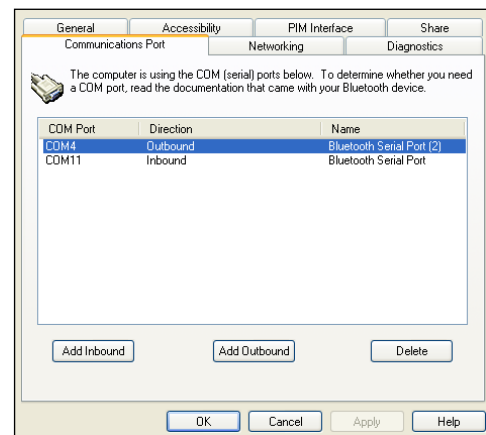 General Accessibility PIM Interface Share
Communications Port Networking Diagnostics
The computer is using the COM (serial) ports below. To determine whether you need
a COM port, read the documentation that came with your Bluetooth device.
COM Port Direction Name
COM4 Outbound Bluetooth Serial Port (2)
COM11 Inbound Bluetooth Serial Port
Add Inbound Add Outbound Delete
OK Cancel Apply Help